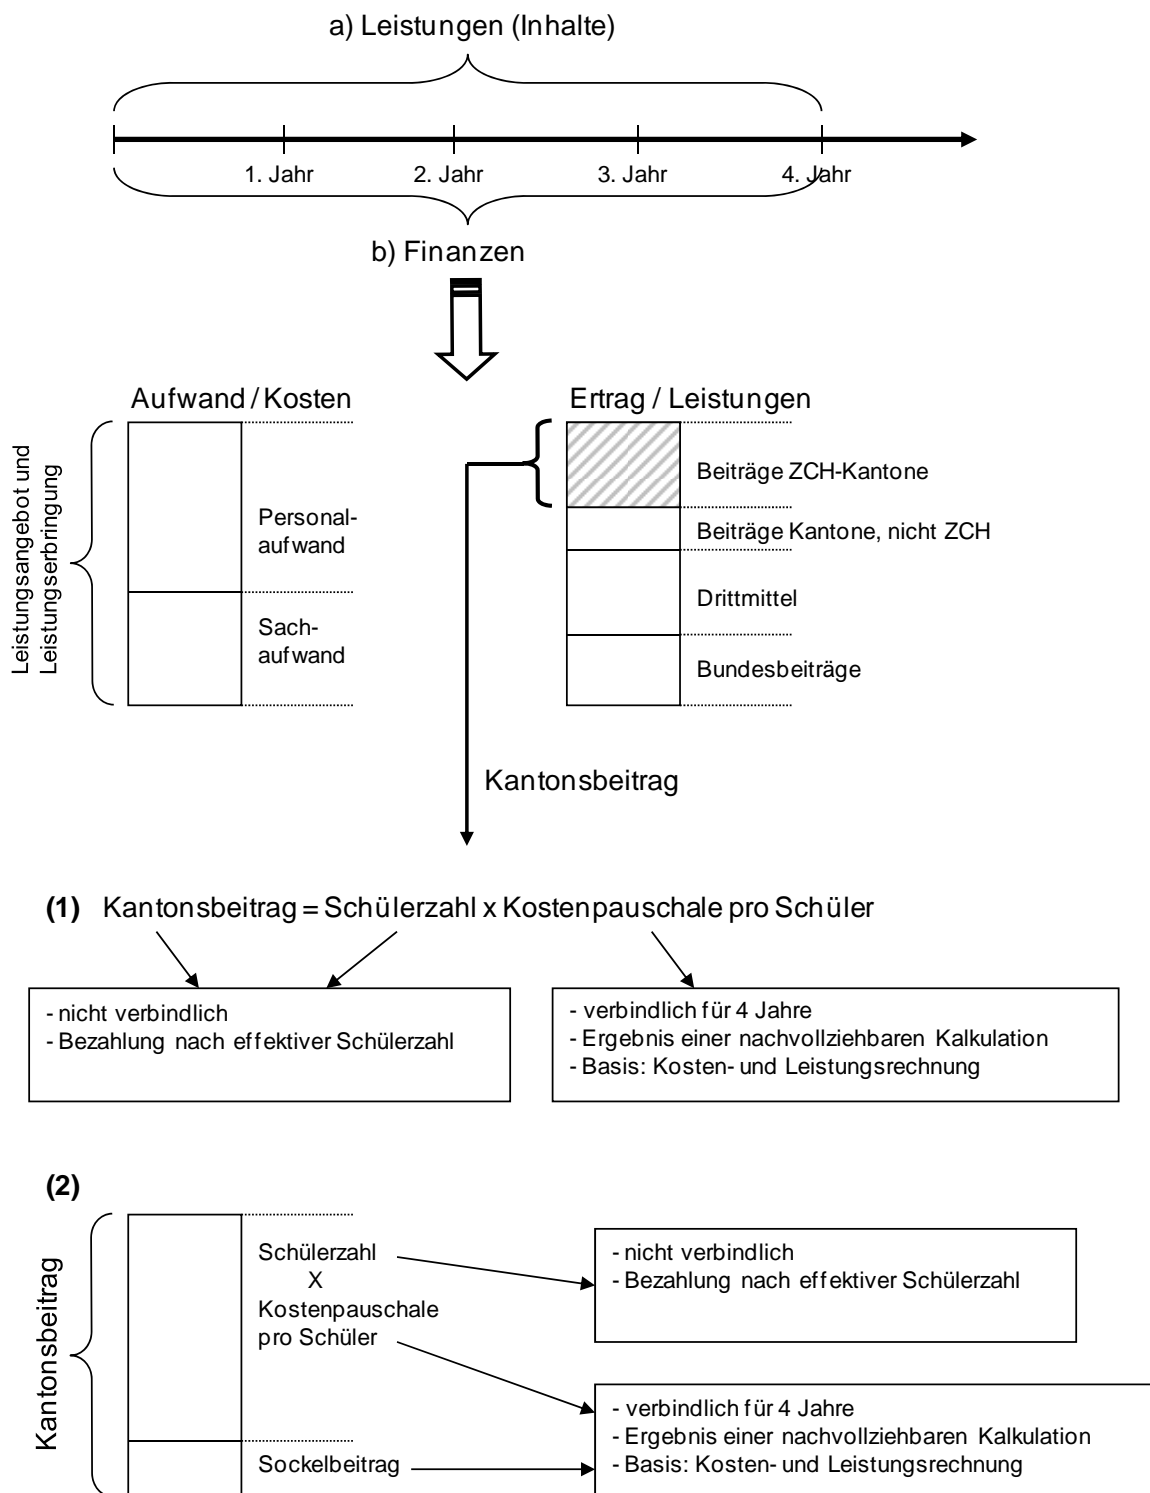 a) Leistungen (Inhalte)
1. Jahr
2. Jahr
3. Jahr
4. Jahr
b) Finanzen
Aufwand / Kosten
Ertrag / Leistungen
Leistungsangebot und
Leistungserbringung
Personal-
aufwand
Sach-
aufwand
Beiträge ZCH-Kantone
Beiträge Kantone, nicht ZCH
Drittmittel
Bundesbeiträge
Kantonsbeitrag
(1) Kantonsbeitrag = Schülerzahl x Kostenpauschale pro Schüler
- nicht verbindlich
- Bezahlung nach effektiver Schülerzahl
- verbindlich für 4 Jahre
- Ergebnis einer nachvollziehbaren Kalkulation
- Basis: Kosten- und Leistungsrechnung
(2)
Kantonsbeitrag
Schülerzahl
X
Kostenpauschale
pro Schüler
Sockelbeitrag
- nicht verbindlich
- Bezahlung nach effektiver Schülerzahl
- verbindlich für 4 Jahre
- Ergebnis einer nachvollziehbaren Kalkulation
- Basis: Kosten- und Leistungsrechnung